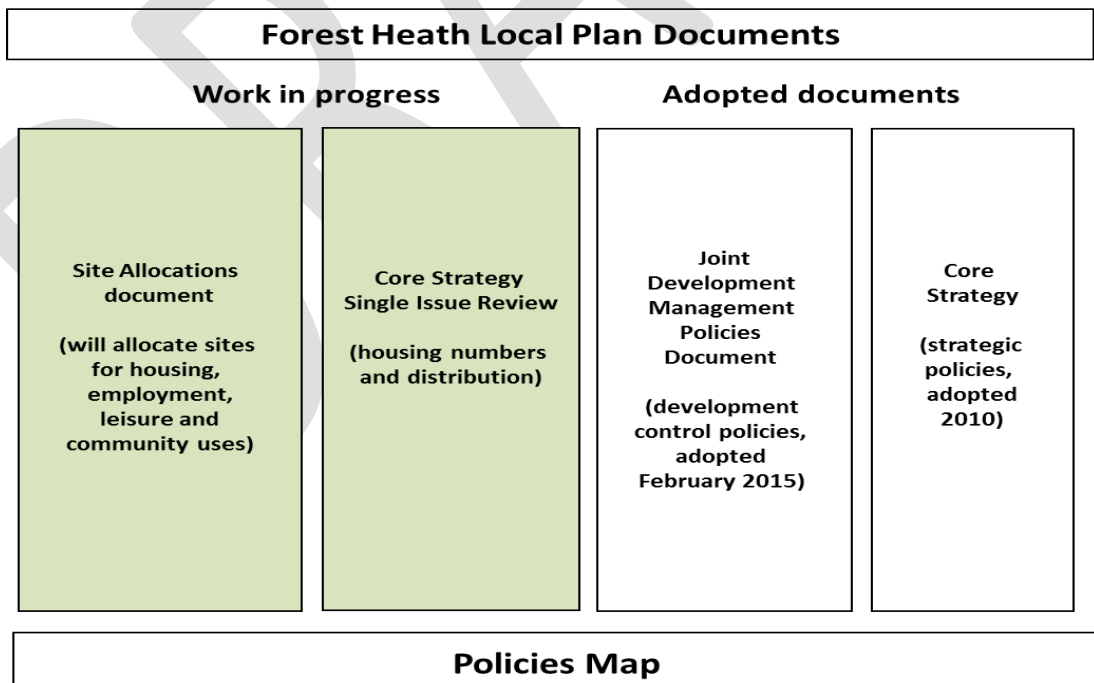 Forest Heath Local Plan Documents
Work in progress
Adopted documents
Site Allocations
document
(will allocate sites
for housing,
employment,
leisure and
community uses)
Core Strategy
Single Issue Review
(housing numbers
and distribution)
Joint
Development
Management
Policies
Document
(development
control policies,
adopted
February 2015)
Core
Strategy
(strategic
policies,
adopted
2010)
Policies Map